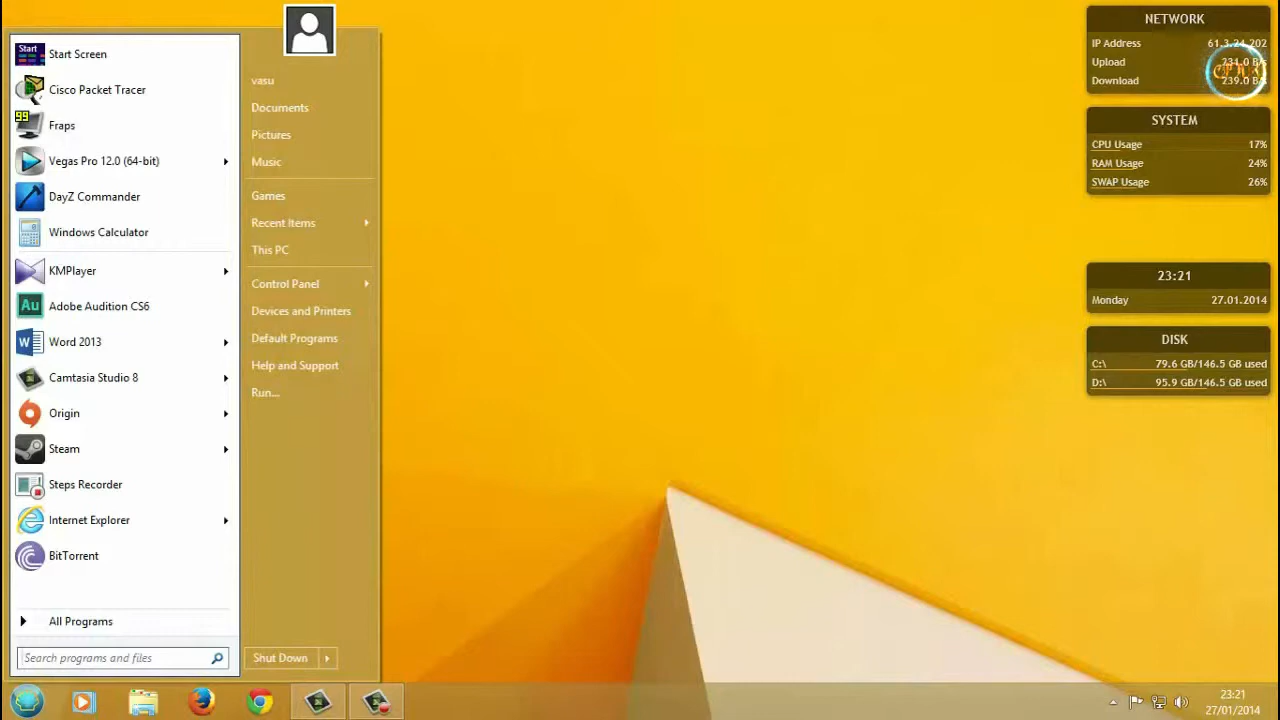 Start
Start Screen
Cisco Packet Tracer
99
Fraps
Vegas Pro 12.0 (64-bit)
DayZ Commander
Windows Calculator
KMPlayer
Au
Adobe Audition CS6
W
Word 2013
Camtasia Studio 8
Origin
Steam
Steps Recorder
Internet Explorer
BitTorrent
All Programs
Search programs and files
vasu
Documents
Pictures
Music
Games
Recent Items
This PC
Control Panel
Devices and Printers
Default Programs
Help and Support
Run...
Shut Down
NETWORK
IP Address 61.3.24.202
Upload 231.0 B/s
Download 239.0 B/s
SYSTEM
CPU Usage 17%
RAM Usage 24%
SWAP Usage 26%
23:21
Monday 27.01.2014
DISK
C:\ 79.6 GB/146.5 GB used
D:\ 95.9 GB/146.5 GB used
23:21
27/01/2014